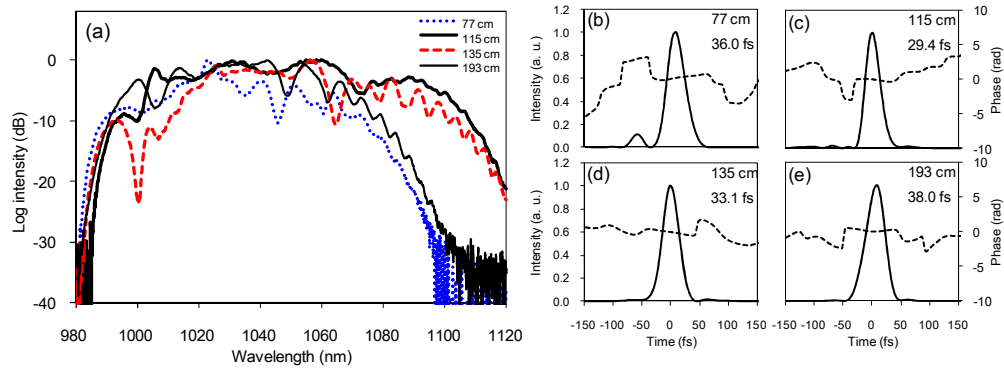 (a)
77 cm
115 cm
135 cm
193 cm
Log intensity (dB)
10
0
-10
-20
-30
-40
980 1000 1020 1040 1060 1080 1100 1120
Wavelength (nm)
(b) 77 cm
36.0 fs
Intensity (a. u.)
1.2
1.0
0.8
0.6
0.4
0.2
0.0
(c) 115 cm
29.4 fs
10
5
0
-5
-10
Phase (rad)
(d) 135 cm
33.1 fs
Intensity (a. u.)
1.2
1.0
0.8
0.6
0.4
0.2
0.0
-150 -100 -50 0 50 100 150
Time (fs)
(e) 193 cm
38.0 fs
10
5
0
-5
-10
Phase (rad)
-150 -100 -50 0 50 100 150
Time (fs)